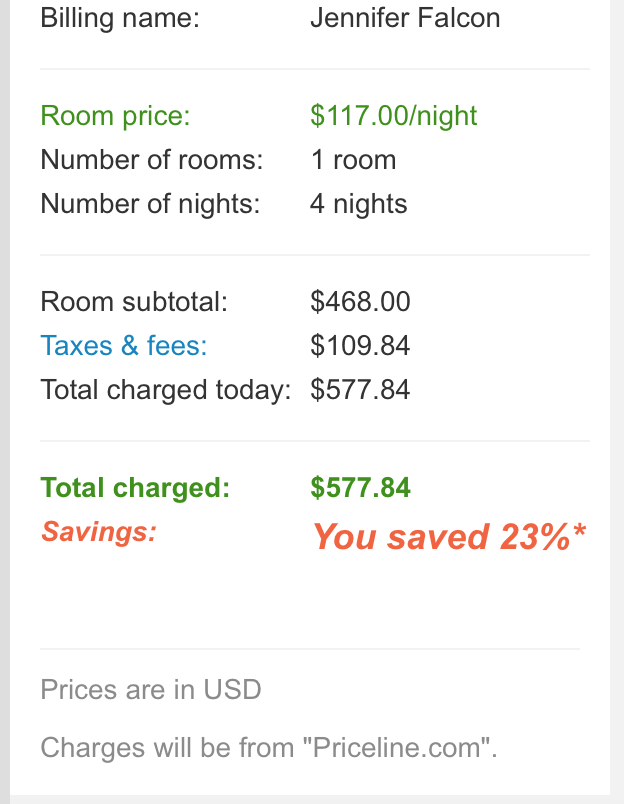 Billing name: Jennifer Falcon
Room price: $117.00/night
Number of rooms: 1 room
Number of nights: 4 nights
Room subtotal: $468.00
Taxes & fees: $109.84
Total charged today: $577.84
Total charged: $577.84
Savings: You saved 23%*
Prices are in USD
Charges will be from "Priceline.com".